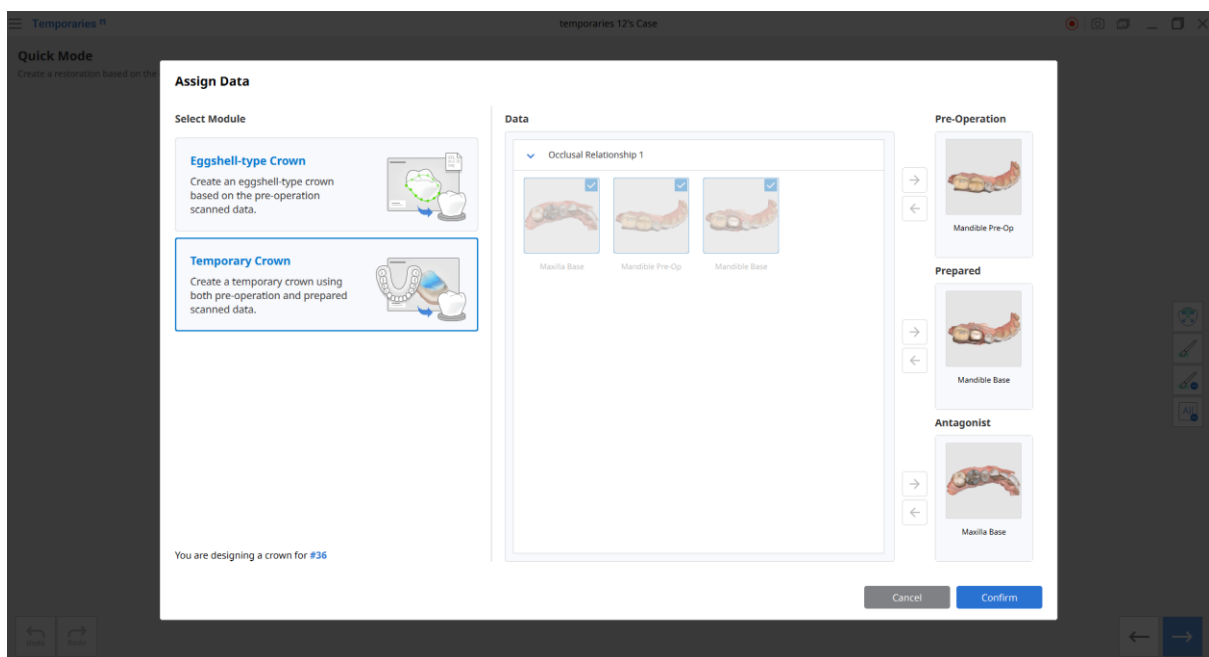 Temporaries
temporaries 12's Case
Quick Mode
Create a restoration based on the
Assign Data
Select Module
Eggshell-type Crown
Create an eggshell-type crown
based on the pre-operation
scanned data.
Temporary Crown
Create a temporary crown using
both pre-operation and prepared
scanned data.
You are designing a crown for #36
Data
Occlusal Relationship 1
Maxilla Base
Mandible Pre-Op
Mandible Base
Pre-Operation
Mandible Pre-Op
Prepared
Mandible Base
Antagonist
Maxilla Base
Cancel
Confirm
All
Undo
Redo